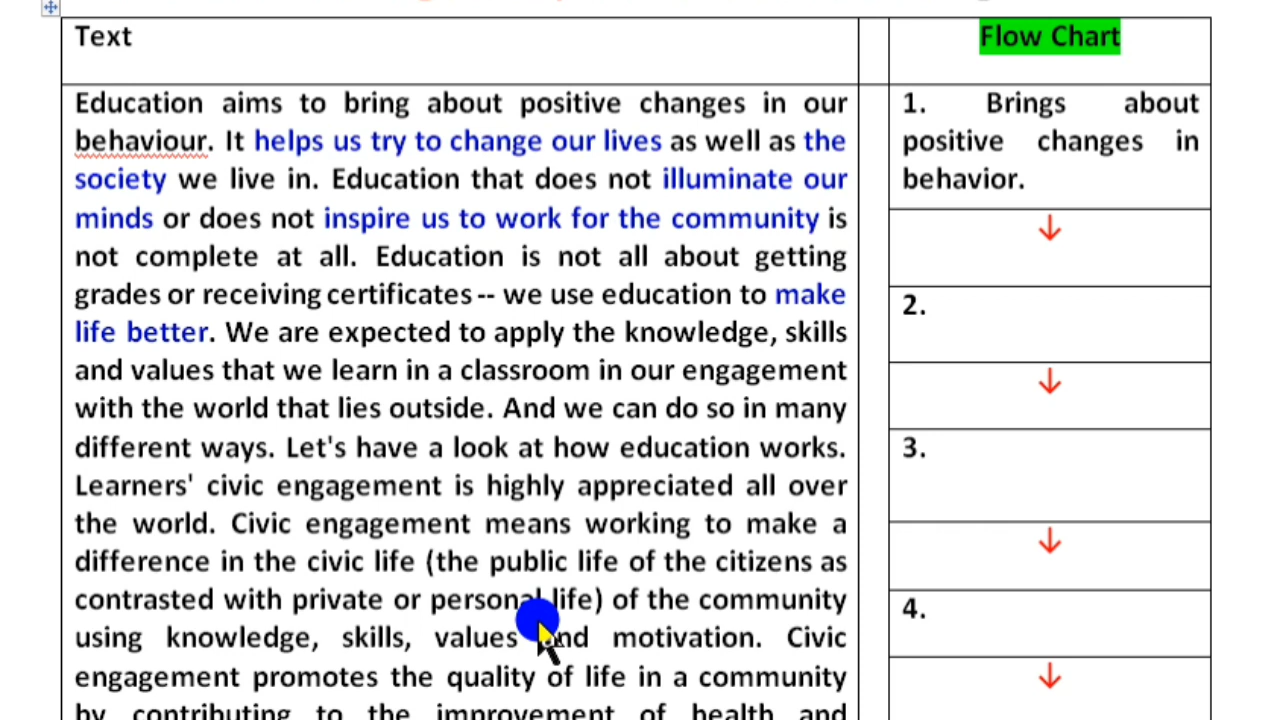 Text
Education aims to bring about positive changes in our
behaviour. It helps us try to change our lives as well as the
society we live in. Education that does not illuminate our
minds or does not inspire us to work for the community is
not complete at all. Education is not all about getting
grades or receiving certificates -- we use education to make
life better. We are expected to apply the knowledge, skills
and values that we learn in a classroom in our engagement
with the world that lies outside. And we can do so in many
different ways. Let's have a look at how education works.
Learners' civic engagement is highly appreciated all over
the world. Civic engagement means working to make a
difference in the civic life (the public life of the citizens as
contrasted with private or personal life) of the community
using knowledge, skills, values and motivation. Civic
engagement promotes the quality of life in a community
by contributing to the improvement of health and
Flow Chart
1. Brings about
positive changes in
behavior.
↓
2.
↓
3.
↓
4.
↓